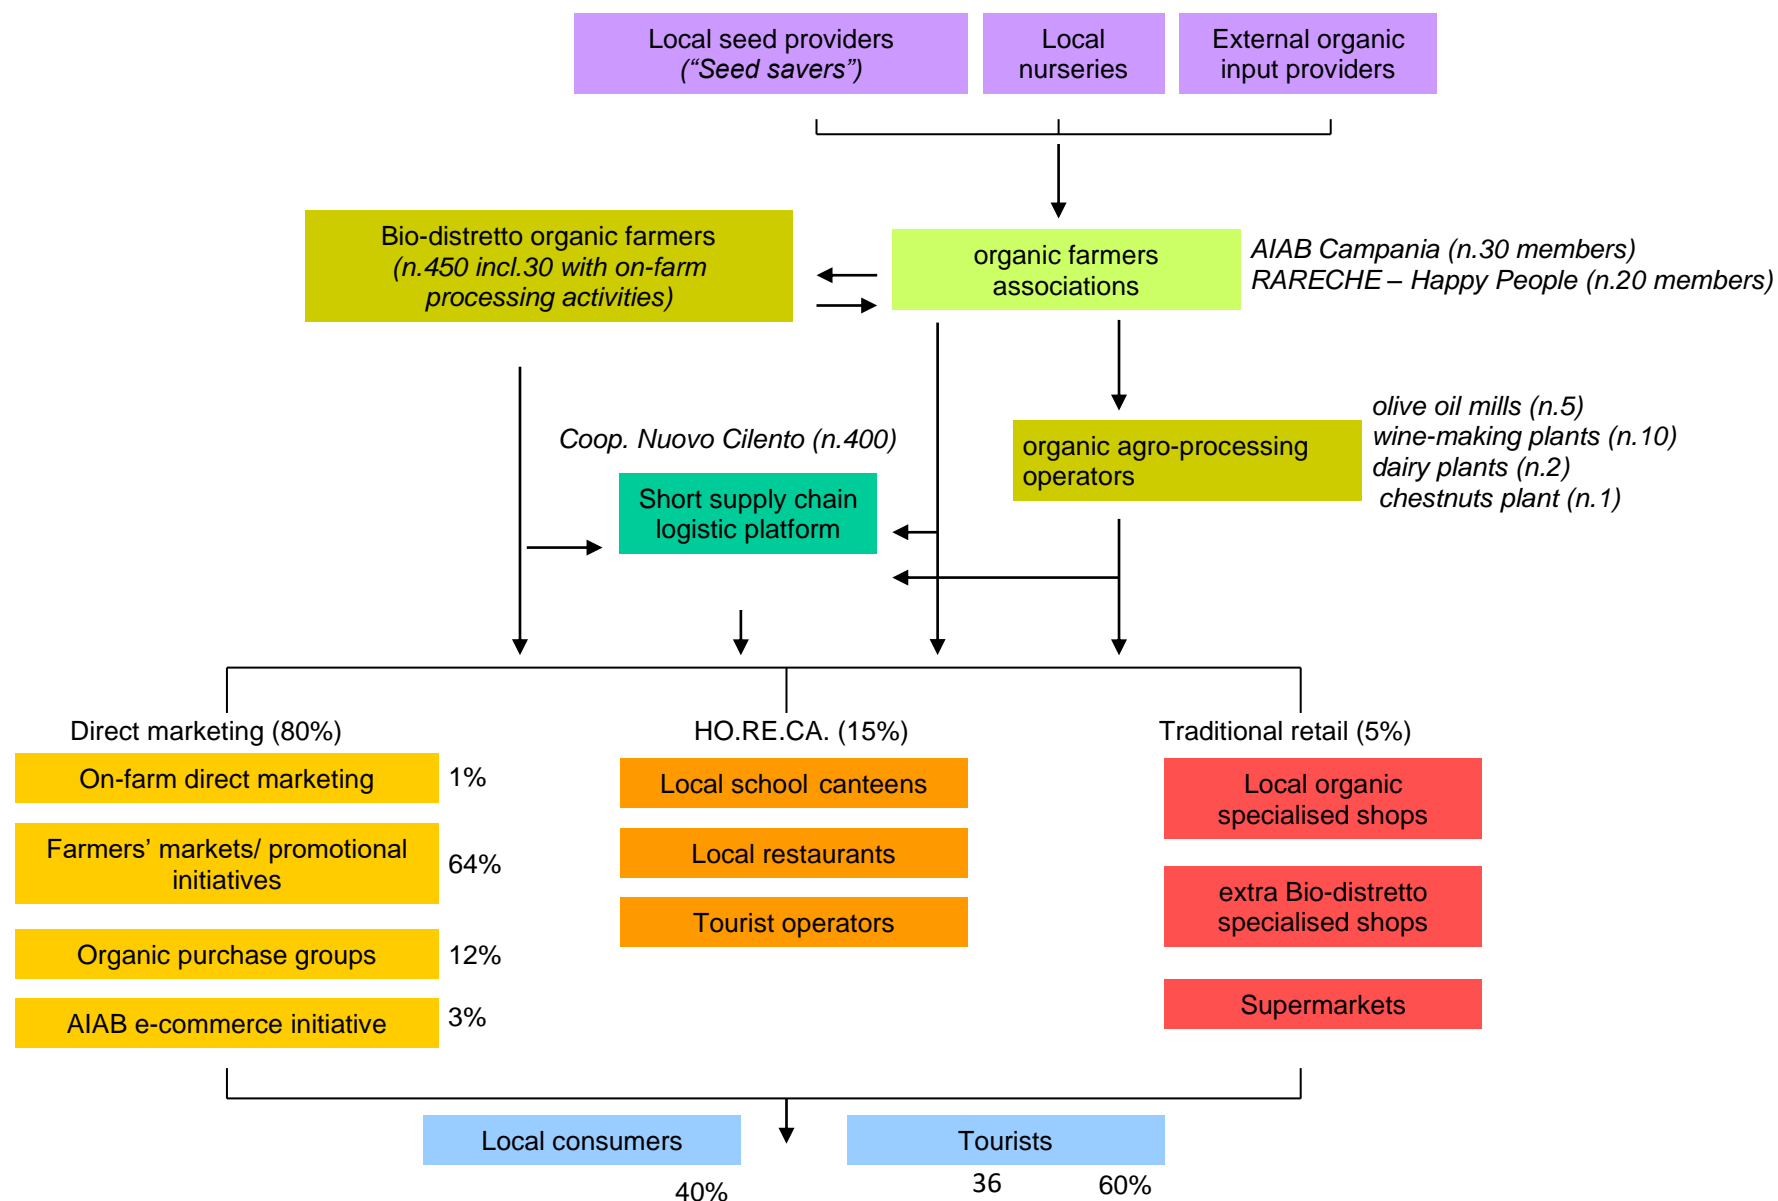 Local seed providers
(“Seed savers”)
Local
nurseries
External organic
input providers
Bio-distretto organic farmers
(n.450 incl.30 with on-farm
processing activities)
organic farmers
associations
AIAB Campania (n.30 members)
RARECHE – Happy People (n.20 members)
Coop. Nuovo Cilento (n.400)
Short supply chain
logistic platform
organic agro-processing
operators
olive oil mills (n.5)
wine-making plants (n.10)
dairy plants (n.2)
chestnuts plant (n.1)
Direct marketing (80%)
On-farm direct marketing
1%
Farmers’ markets/ promotional
initiatives
64%
Organic purchase groups
12%
AIAB e-commerce initiative
3%
HO.RE.CA. (15%)
Local school canteens
Local restaurants
Tourist operators
Traditional retail (5%)
Local organic
specialised shops
extra Bio-distretto
specialised shops
Supermarkets
Local consumers
40%
Tourists
36
60%